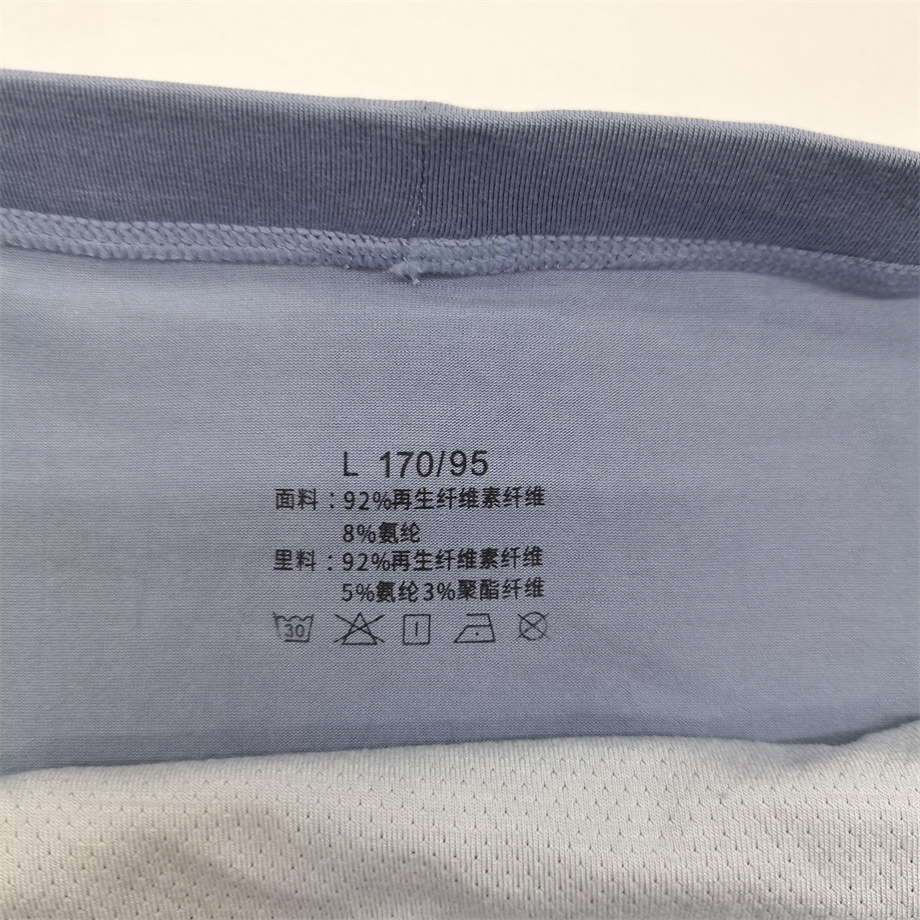 L 170/95
面料：92%再生纤维素纤维
8%氨纶
里料：92%再生纤维素纤维
5%氨纶3%聚酯纤维
30